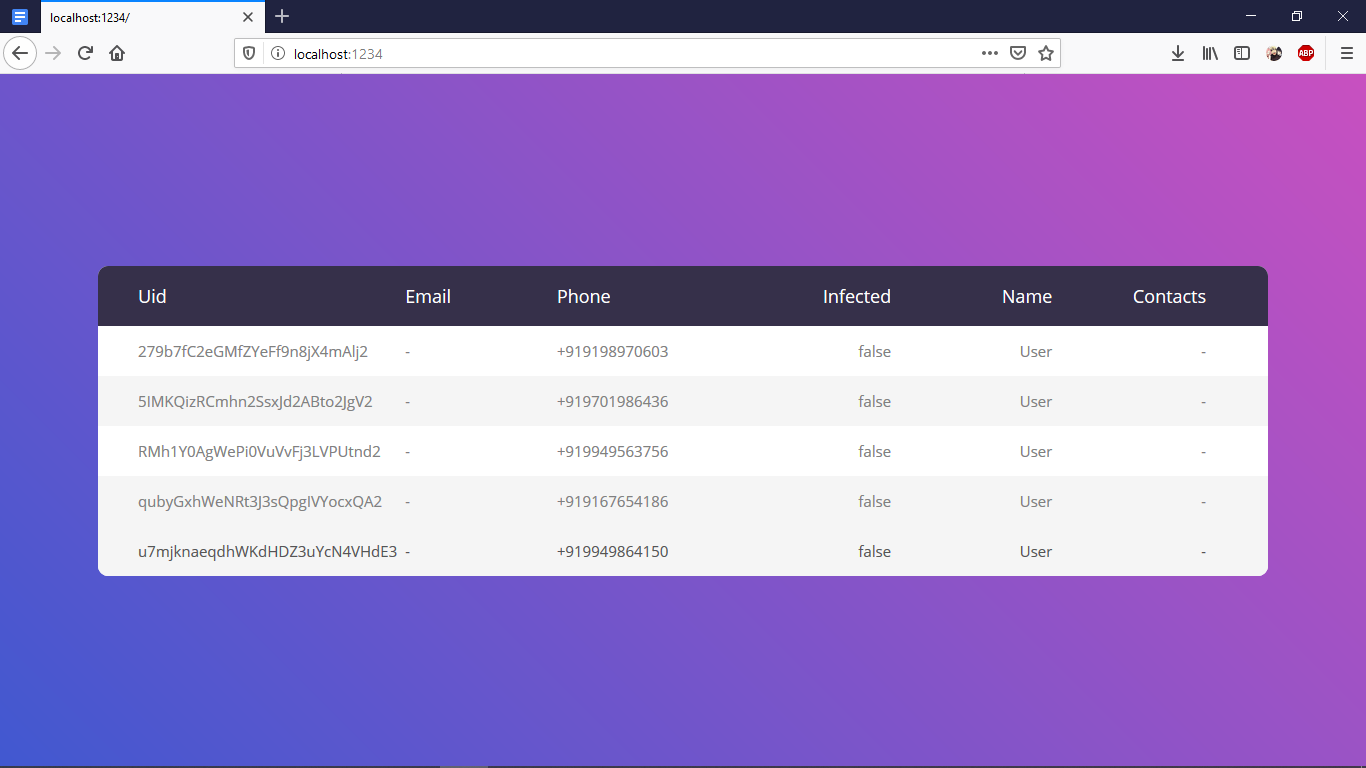 localhost:1234/
localhost:1234
ABP
Uid Email Phone Infected Name Contacts
279b7fC2eGMfZYeFf9n8jX4mAlj2 - +919198970603 false User -
5IMKQizRCmhn2SsxJd2ABto2JgV2 - +919701986436 false User -
RMh1Y0AgWePi0VuVvFj3LVPUtnd2 - +919949563756 false User -
qubyGxhWeNRt3J3sQpgIVYocxQA2 - +919167654186 false User -
u7mjknaeqdhWKdHDZ3uYcN4VHdE3 - +919949864150 false User -